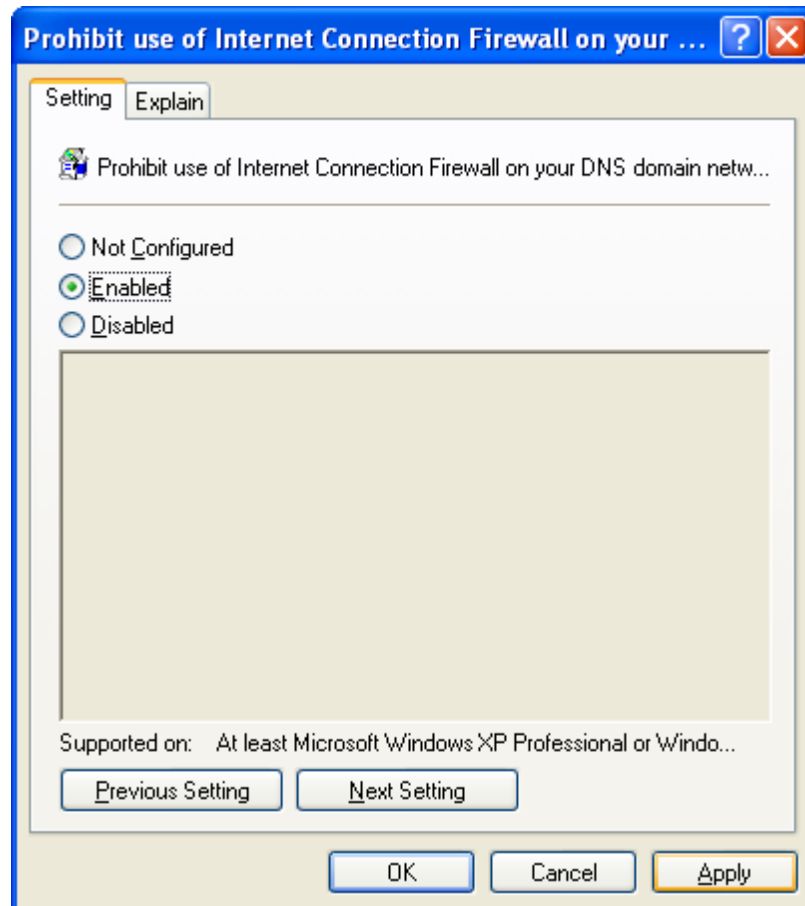 Prohibit use of Internet Connection Firewall on your ...
Setting Explain
Prohibit use of Internet Connection Firewall on your DNS domain netw...
Not Configured
Enabled
Disabled
Supported on: At least Microsoft Windows XP Professional or Windo...
Previous Setting Next Setting
OK Cancel Apply